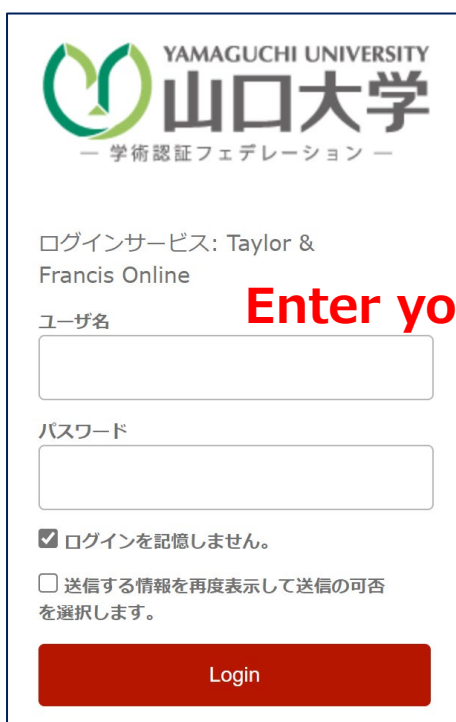 YAMAGUCHI UNIVERSITY
山口大学
― 学術認証フェデレーション ―
ログインサービス: Taylor &
Francis Online
Enter yo
ユーザ名
パスワード
ログインを記憶しません。
送信する情報を再度表示して送信の可否
を選択します。
Login